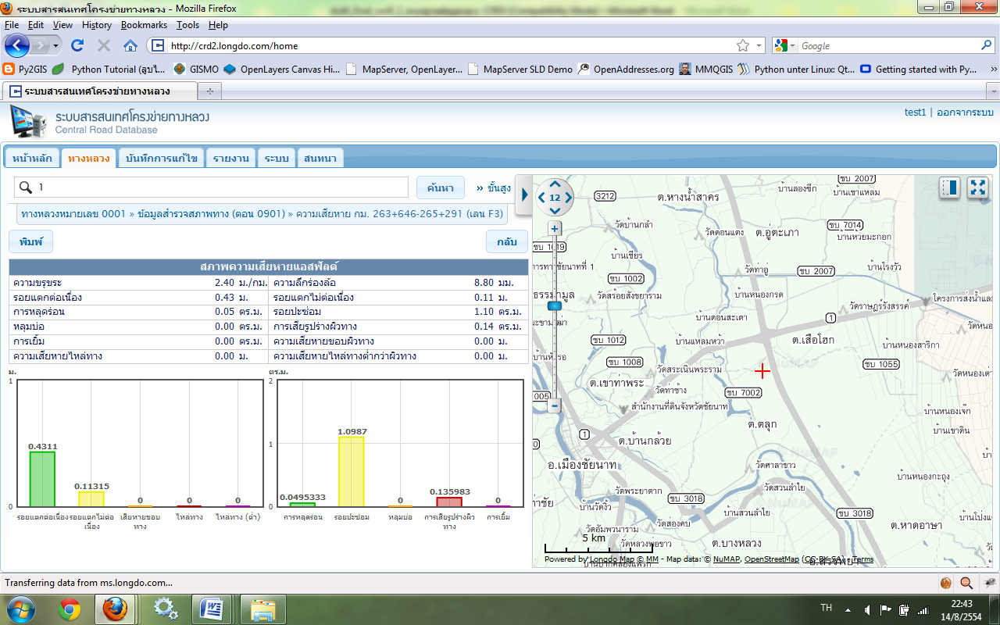 ระบบสารสนเทศโครงข่ายทางหลวง - Mozilla Firefox
File Edit View History Bookmarks Tools Help
http://crd2.longdo.com/home
Google
Py2GIS Python Tutorial (ฉบับไ... GISMO OpenLayers Canvas Hi... MapServer, OpenLayer... MapServer SLD Demo OpenAddresses.org MMQGIS Python unter Linux: Qt... Getting started with Py... »
ระบบสารสนเทศโครงข่ายทางหลวง
ระบบสารสนเทศโครงข่ายทางหลวง
Central Road Database
test1 | ออกจากระบบ
หน้าหลัก ทางหลวง บันทึกการแก้ไข รายงาน ระบบ สนทนา
1 ค้นหา » ขั้นสูง
ทางหลวงหมายเลข 0001 » ข้อมูลสำรวจสภาพทาง (ตอน 0901) » ความเสียหาย กม. 263+646-265+291 (เลน F3)
พิมพ์ กลับ
สภาพความเสียหายแอสฟัลต์
ความขรุขระ 2.40 ม./กม. ความลึกร่องล้อ 8.80 มม.
รอยแตกต่อเนื่อง 0.43 ม. รอยแตกไม่ต่อเนื่อง 0.11 ม.
การหลุดร่อน 0.05 ตร.ม. รอยปะซ่อม 1.10 ตร.ม.
หลุมบ่อ 0.00 ตร.ม. การเสียรูปร่างผิวทาง 0.14 ตร.ม.
การเยิ้ม 0.00 ตร.ม. ความเสียหายขอบผิวทาง 0.00 ม.
ความเสียหายไหล่ทาง 0.00 ม. ความเสียหายไหล่ทางต่ำกว่าผิวทาง 0.00 ม.
ม.
1
0
0.4311
0.11315
0
0
0
รอยแตกต่อเนื่อง รอยแตกไม่ต่อเนื่อง เสียหายขอบทาง ไหล่ทาง ไหล่ทาง (ต่ำ)
ตร.ม.
2
1
0
0.0495333
1.0987
0
0.135983
0
การหลุดร่อน รอยปะซ่อม หลุมบ่อ การเสียรูปร่างผิวทาง การเยิ้ม
12
+
−
3212
ต.หางน้ำสาคร
บ้านล่องซีก
ชบ 2007
บ้านเขาแหลม
วัดบ้านกล่ำ
วัดดอนแตง
ต.อู่ตะเภา
ชบ 7014
บ้านห้วยมะกอก
บ้านเชียร
ชบ 1002
วัดท่าอู่
ชบ 2007
บ้านโรงวัว
วัดสร้อยสังขยาราม
บ้านหนองกรด
วัดราษฎร์รังสรรค์
บ้านดอนสะเดา
1
ชบ 1012
บ้านแหลมหว้า
ต.เสือโฮก
บ้านหนองสาริกา
ชบ 1008
วัดสระเนินพระราม
NuMAP
ชบ 1055
ต.เขาท่าพระ
วัดท่าช้าง
ชบ 7002
สำนักงานที่ดินจังหวัดชัยนาท
บ้านหนองเจ๊ก
บ้านเขาดิน
1
ต.บ้านกล้วย
ต.ตลุก
อ.เมืองชัยนาท
NuMAP
วัดศาลาขาว
บ้านหนองกะถุง
วัดพระยาตาก
วัดสวนลำใย
ชบ 3018
NuMAP
บ้านวัดงิ้ว
วัดสองคบ
บ้านสวนลำใย
ชบ 3018
ต.หาดอาษา
วัดอัมพวนาราม
วัดหลวงพ่อขาว
ต.บางหลวง
5 km
Powered by Longdo Map © MM - Map data: © NuMAP, OpenStreetMap (CC-BY-SA) - Terms
Transferring data from ms.longdo.com...
TH
22:43
14/8/2554